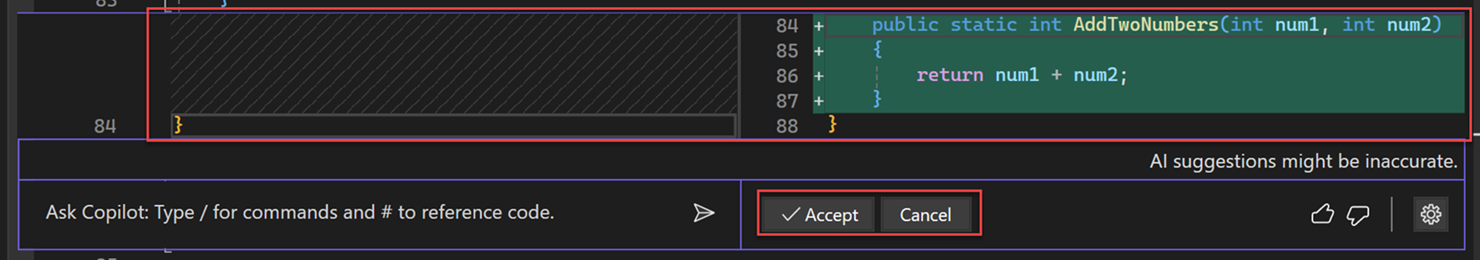 83 }
84 + public static int AddTwoNumbers(int num1, int num2)
85 + {
86 + return num1 + num2;
87 + }
84 }
88 }
AI suggestions might be inaccurate.
Ask Copilot: Type / for commands and # to reference code.
Accept Cancel